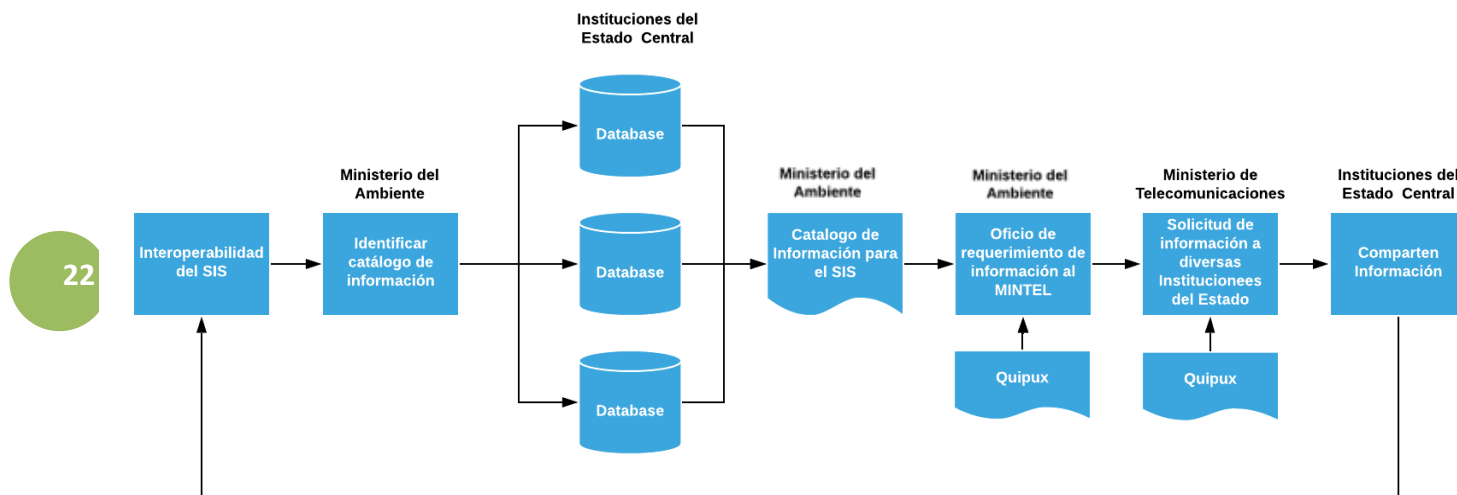 Instituciones del
Estado Central
Database
Database
Database
22
Interoperabilidad
del SIS
Ministerio del
Ambiente
Identificar
catálogo de
información
Ministerio del
Ambiente
Catalogo de
Información para
el SIS
Ministerio del
Ambiente
Oficio de
requerimiento de
información al
MINTEL
Quipux
Ministerio de
Telecomunicaciones
Solicitud de
información a
diversas
Institucionees
del Estado
Quipux
Instituciones del
Estado Central
Comparten
Información